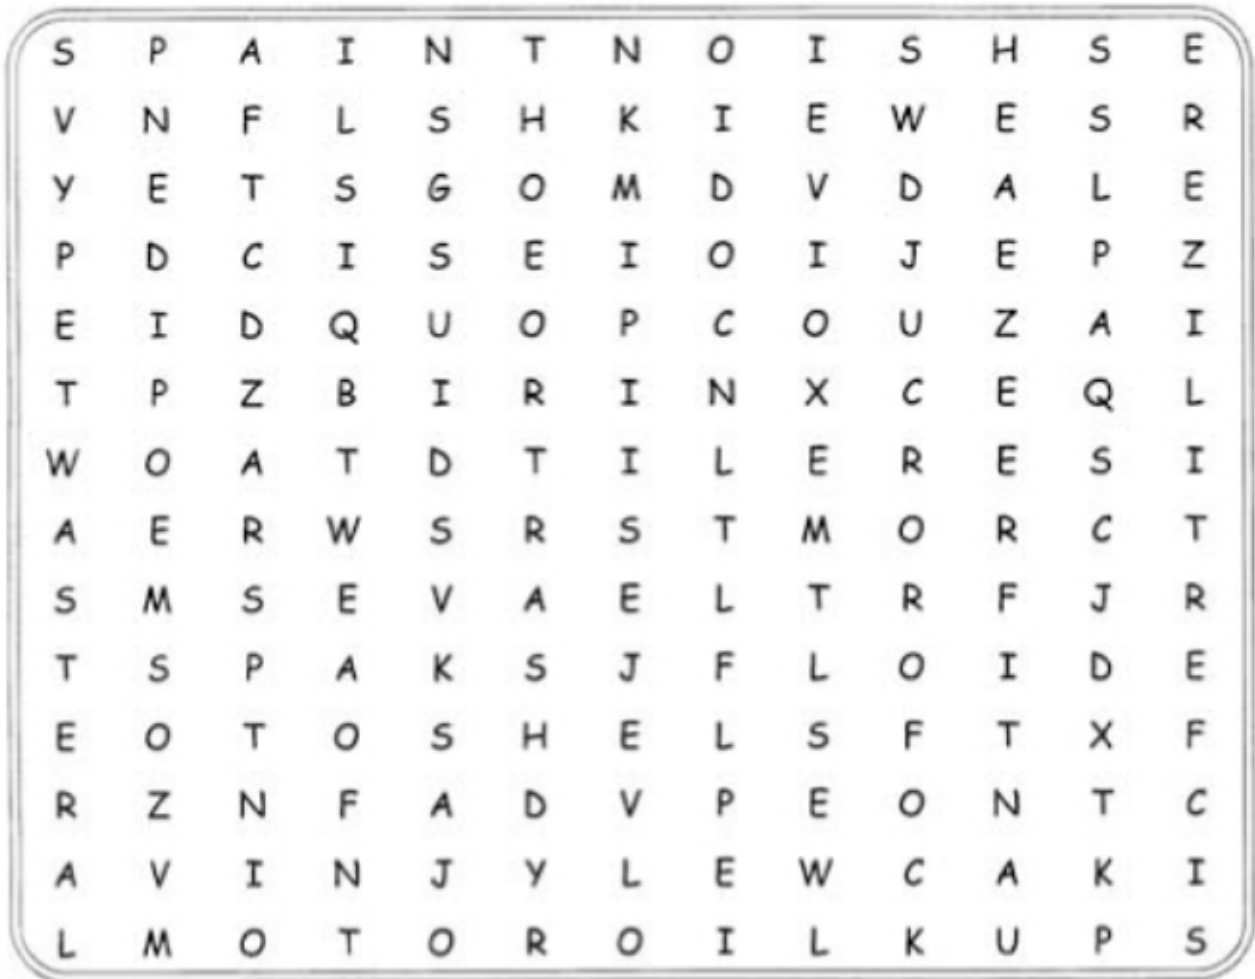 S P A I N T N O I S H S E
V N F L S H K I E W E S R
Y E T S G O M D V D A L E
P D C I S E I O I J E P Z
E I D Q U O P C O U Z A I
T P Z B I R I N X C E Q L
W O A T D T I L E R E S I
A E R W S R S T M O R C T
S M S E V A E L T R F J R
T S P A K S J F L O I D E
E O T O S H E L S F T X F
R Z N F A D V P E O N T C
A V I N J Y L E W C A K I
L M O T O R O I L K U P S